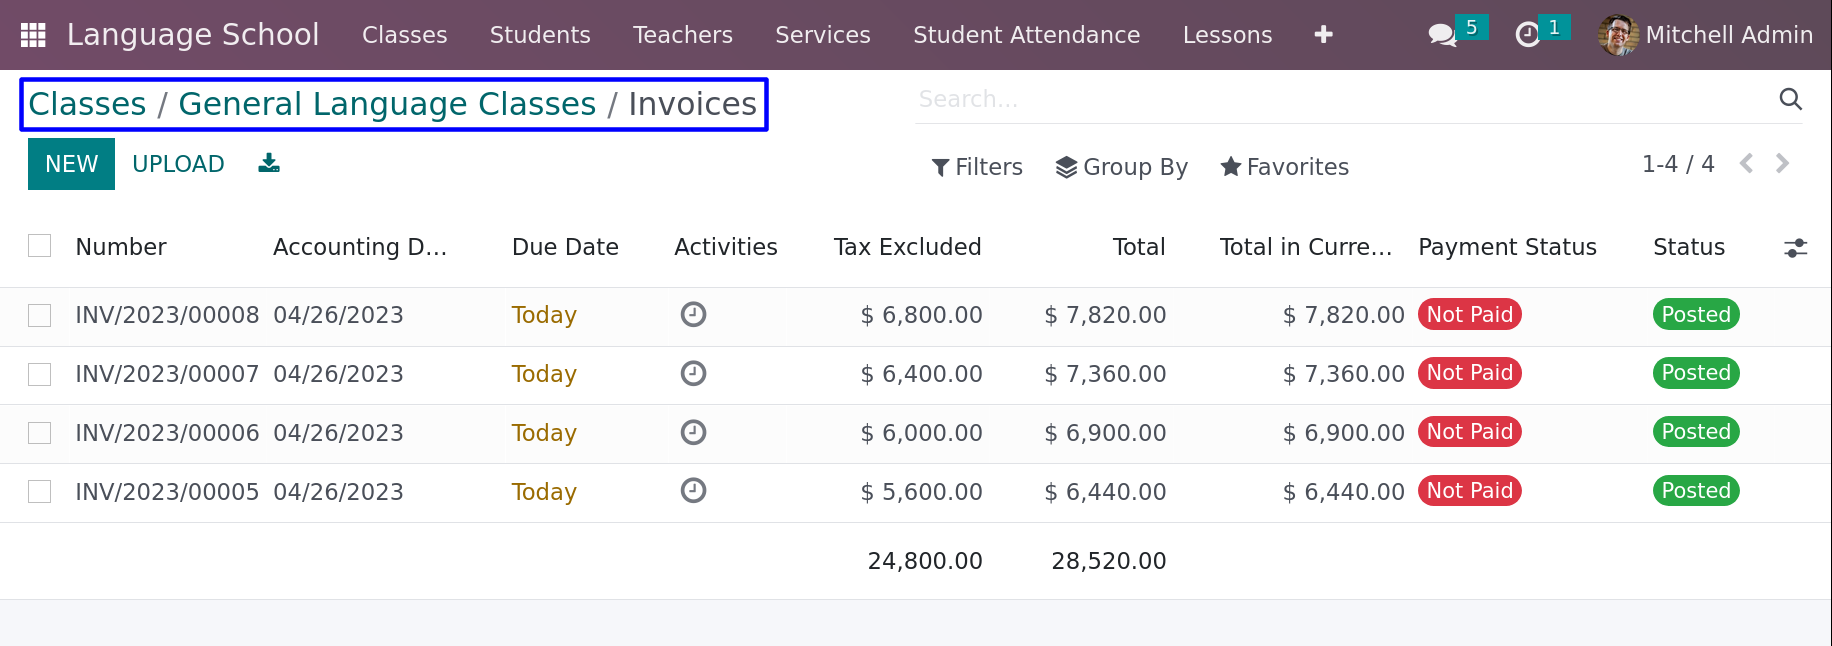 Language School Classes Students Teachers Services Student Attendance Lessons 5 1 Mitchell Admin
Classes / General Language Classes / Invoices Search...
NEW UPLOAD Filters Group By Favorites 1-4 / 4
Number Accounting D... Due Date Activities Tax Excluded Total Total in Curre... Payment Status Status
INV/2023/00008 04/26/2023 Today $ 6,800.00 $ 7,820.00 $ 7,820.00 Not Paid Posted
INV/2023/00007 04/26/2023 Today $ 6,400.00 $ 7,360.00 $ 7,360.00 Not Paid Posted
INV/2023/00006 04/26/2023 Today $ 6,000.00 $ 6,900.00 $ 6,900.00 Not Paid Posted
INV/2023/00005 04/26/2023 Today $ 5,600.00 $ 6,440.00 $ 6,440.00 Not Paid Posted
24,800.00 28,520.00